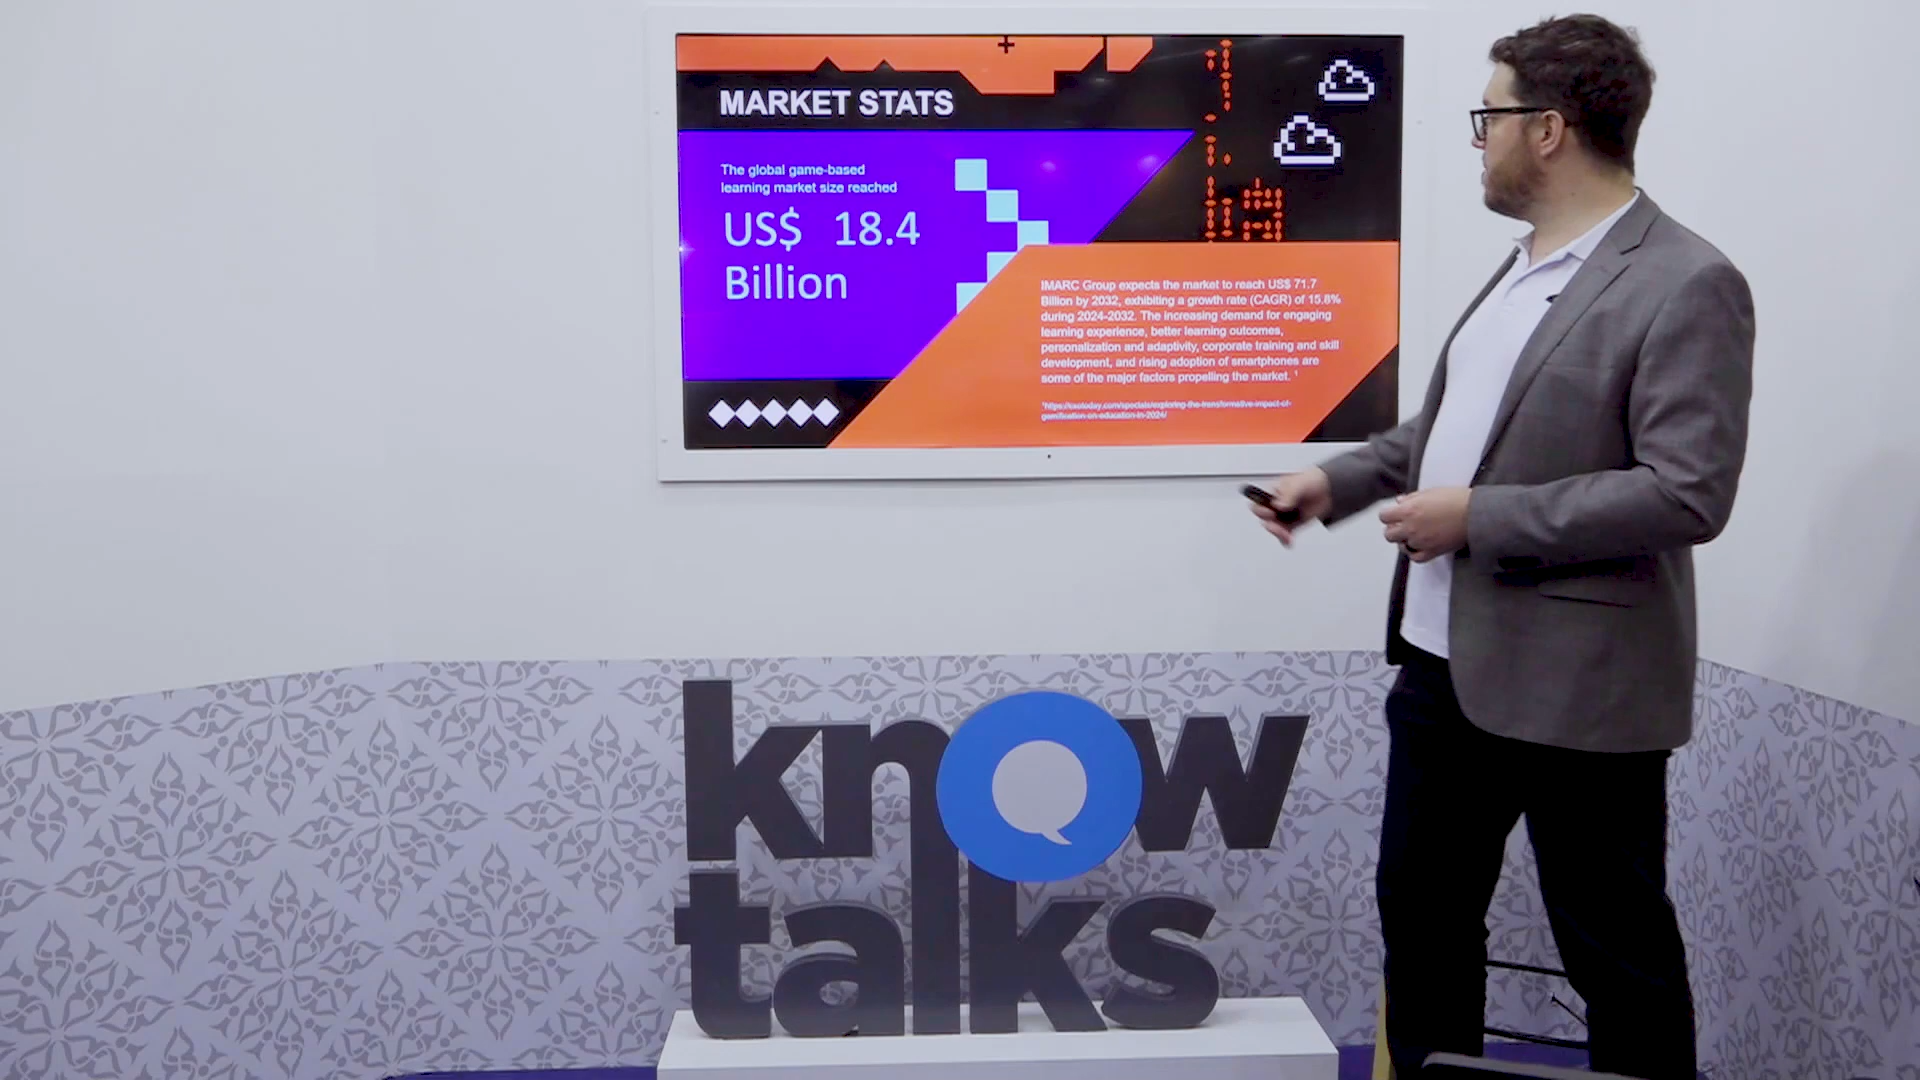 MARKET STATS
The global game-based
learning market size reached
US$ 18.4
Billion
IMARC Group expects the market to reach US$ 71.7
Billion by 2032, exhibiting a growth rate (CAGR) of 15.8%
during 2024-2032. The increasing demand for engaging
learning experience, better learning outcomes,
personalization and adaptivity, corporate training and skill
development, and rising adoption of smartphones are
some of the major factors propelling the market. ¹
know
talks